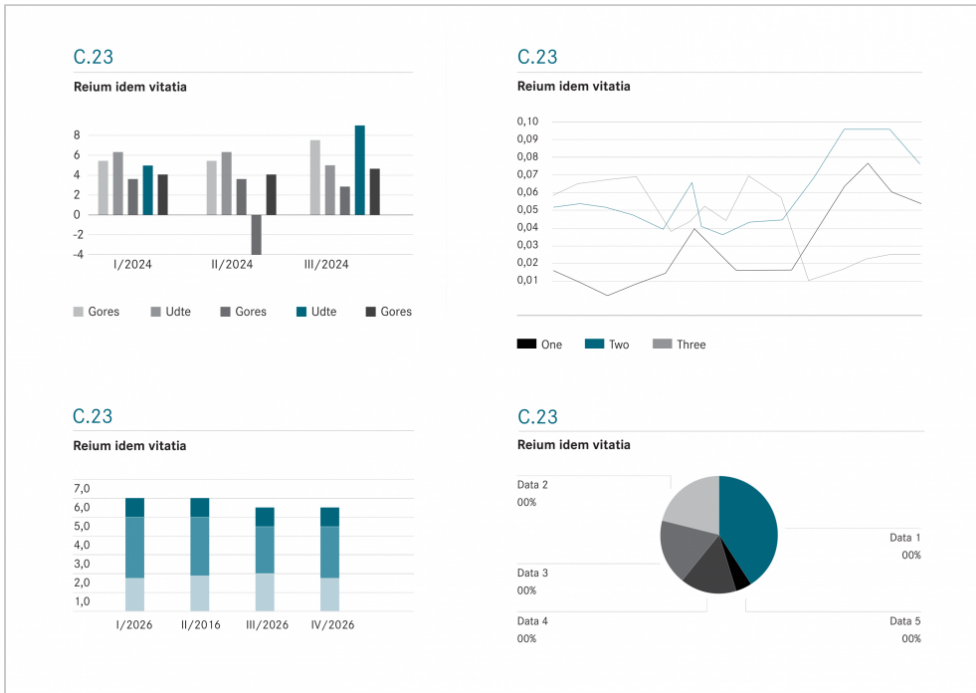 C.23
Reium idem vitatia
8
6
4
2
0
-2
-4
I/2024
II/2024
III/2024
Gores
Udte
Gores
Udte
Gores
C.23
Reium idem vitatia
0,10
0,09
0,08
0,07
0,06
0,05
0,04
0,03
0,02
0,01
One
Two
Three
C.23
Reium idem vitatia
7,0
6,0
5,0
4,0
3,0
2,0
1,0
I/2026
II/2016
III/2026
IV/2026
C.23
Reium idem vitatia
Data 2
00%
Data 1
00%
Data 3
00%
Data 4
00%
Data 5
00%